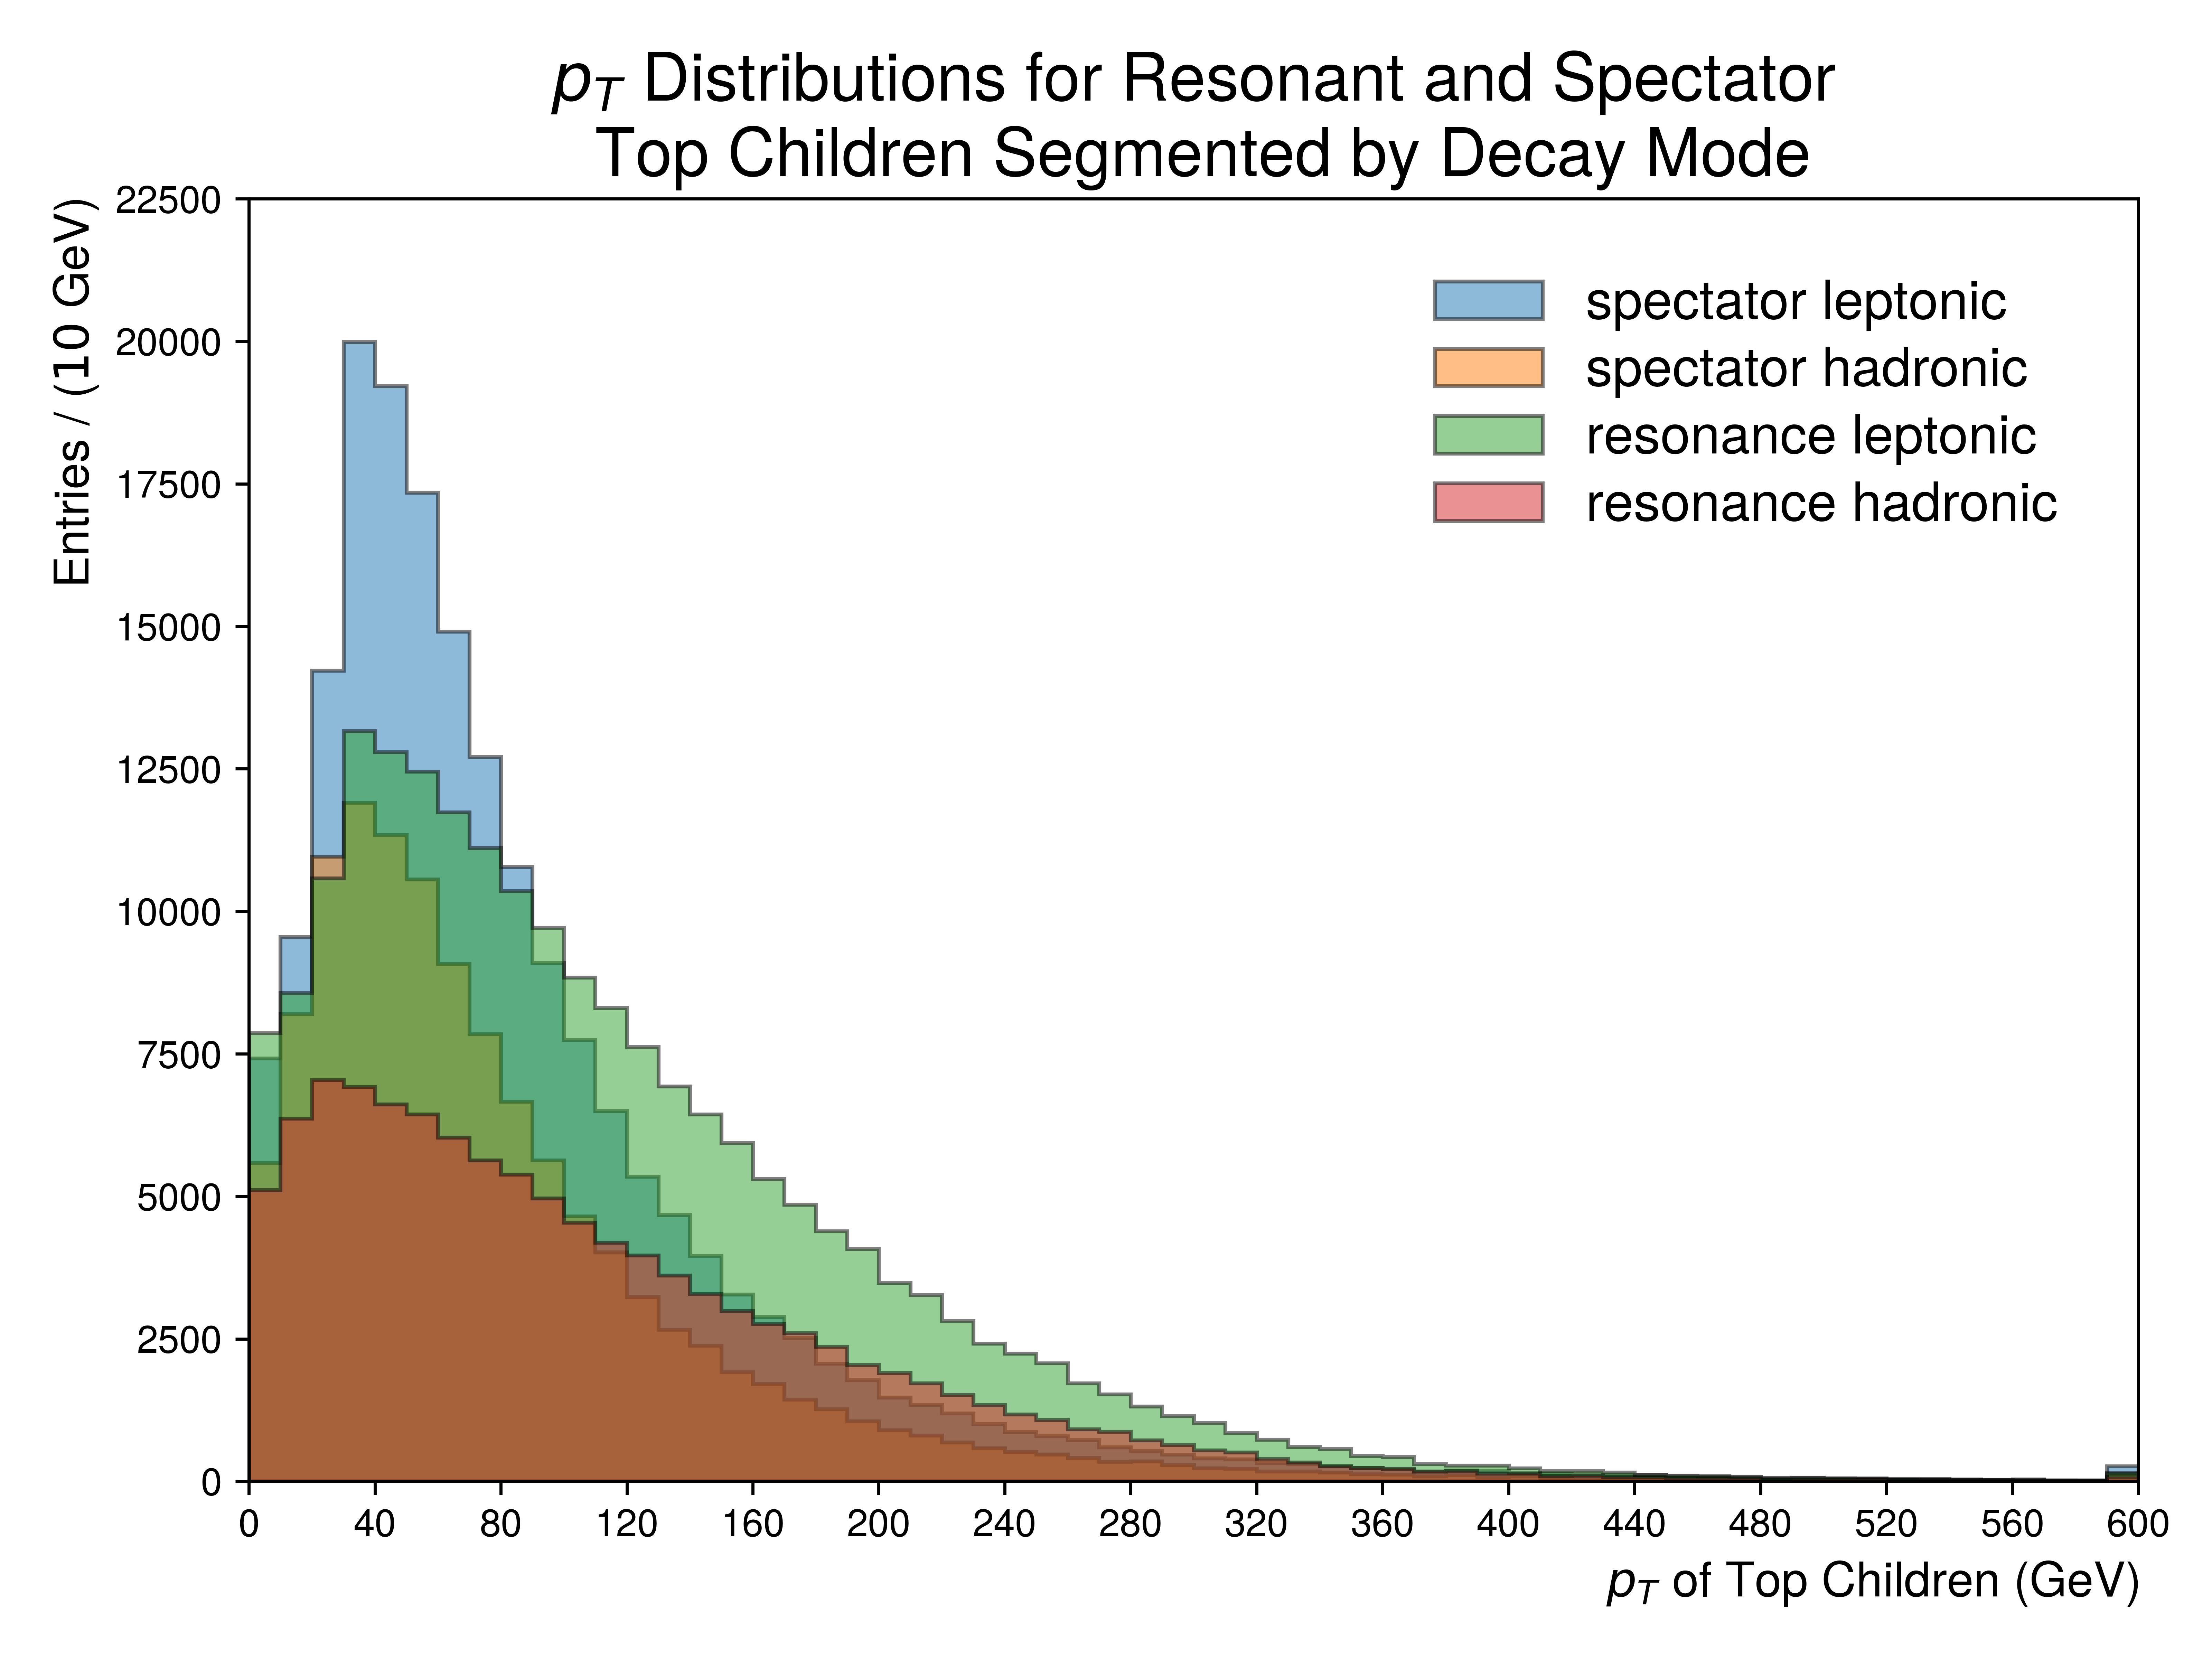 pT Distributions for Resonant and Spectator
Top Children Segmented by Decay Mode
Entries / (10 GeV)
22500
20000
17500
15000
12500
10000
7500
5000
2500
0
spectator leptonic
spectator hadronic
resonance leptonic
resonance hadronic
0 40 80 120 160 200 240 280 320 360 400 440 480 520 560 600
pT of Top Children (GeV)